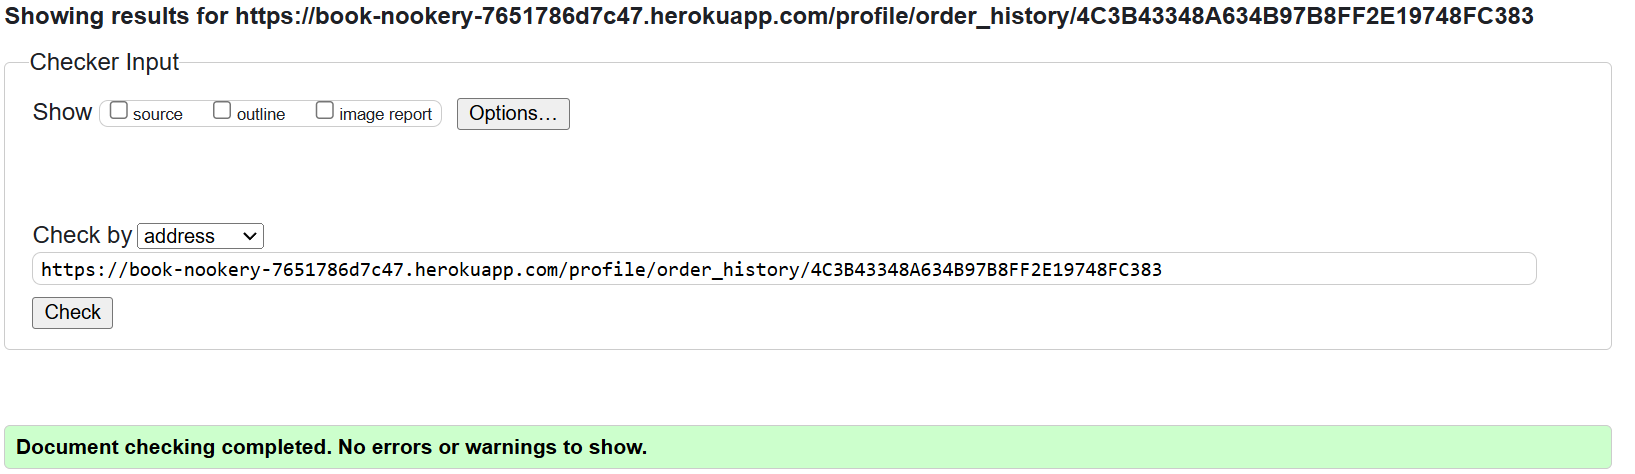 Showing results for https://book-nookery-7651786d7c47.herokuapp.com/profile/order_history/4C3B43348A634B97B8FF2E19748FC383
Checker Input
Show source outline image report Options...
Check by address
https://book-nookery-7651786d7c47.herokuapp.com/profile/order_history/4C3B43348A634B97B8FF2E19748FC383
Check
Document checking completed. No errors or warnings to show.